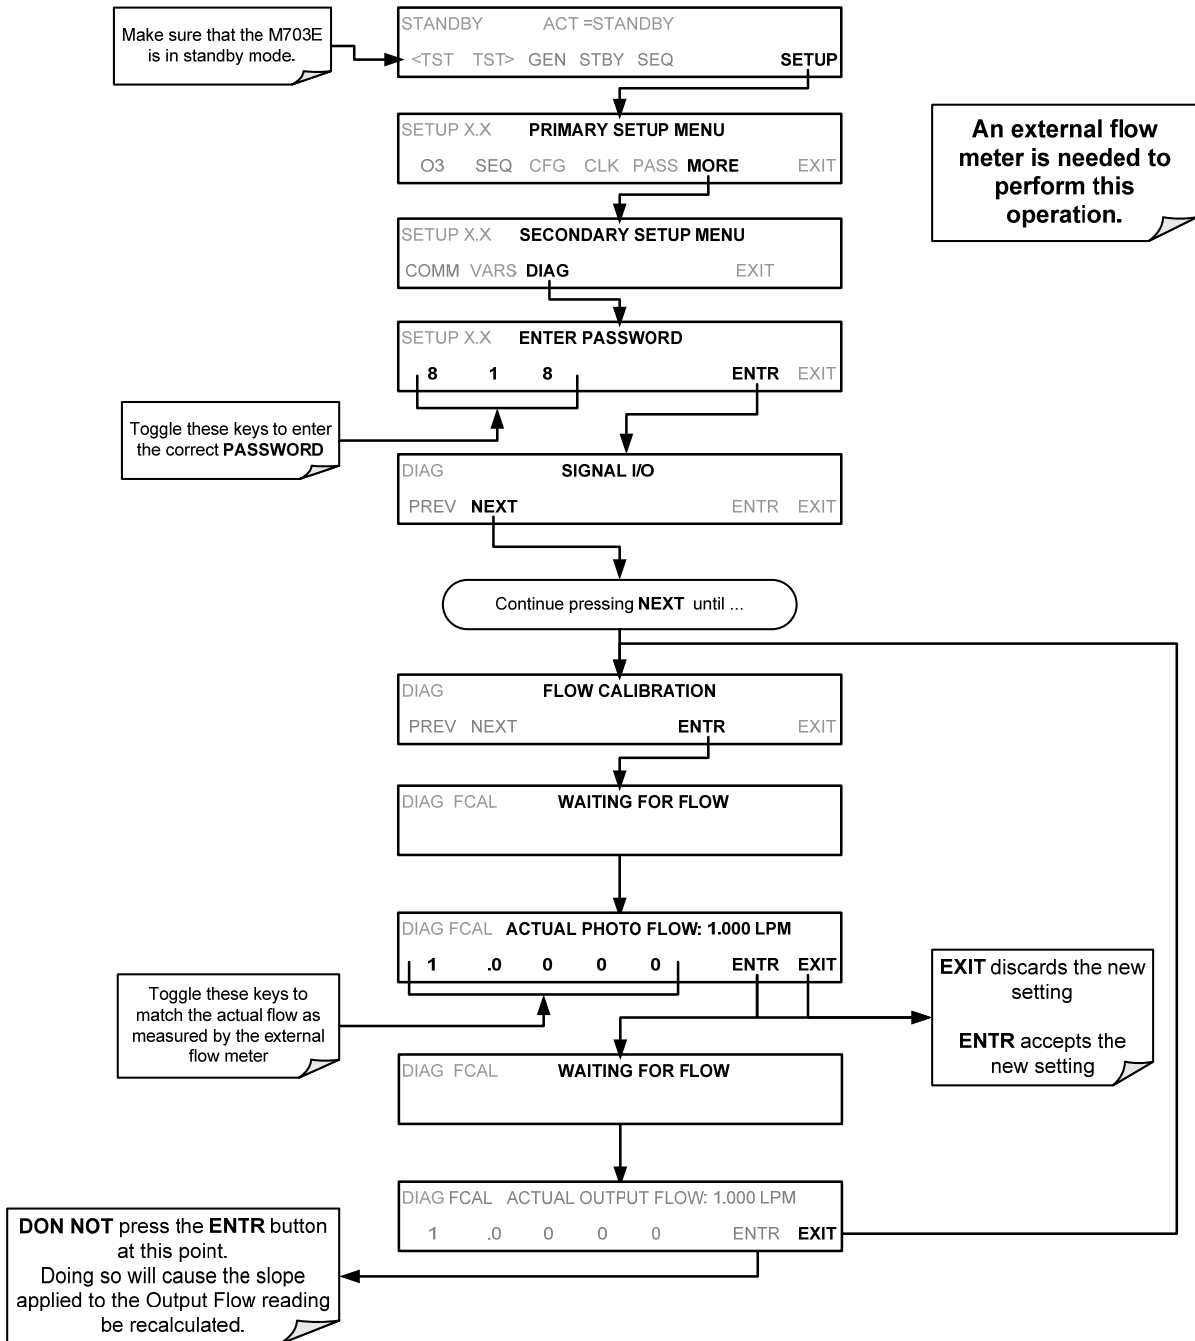 Make sure that the M703E
is in standby mode.
STANDBY ACT =STANDBY
<TST TST> GEN STBY SEQ SETUP
SETUP X.X PRIMARY SETUP MENU
O3 SEQ CFG CLK PASS MORE EXIT
An external flow
meter is needed to
perform this
operation.
SETUP X.X SECONDARY SETUP MENU
COMM VARS DIAG EXIT
SETUP X.X ENTER PASSWORD
8 1 8 ENTR EXIT
Toggle these keys to enter
the correct PASSWORD
DIAG SIGNAL I/O
PREV NEXT ENTR EXIT
Continue pressing NEXT until ...
DIAG FLOW CALIBRATION
PREV NEXT ENTR EXIT
DIAG FCAL WAITING FOR FLOW
DIAG FCAL ACTUAL PHOTO FLOW: 1.000 LPM
1 .0 0 0 0 ENTR EXIT
Toggle these keys to
match the actual flow as
measured by the external
flow meter
EXIT discards the new
setting
ENTR accepts the
new setting
DIAG FCAL WAITING FOR FLOW
DIAG FCAL ACTUAL OUTPUT FLOW: 1.000 LPM
1 .0 0 0 0 ENTR EXIT
DON NOT press the ENTR button
at this point.
Doing so will cause the slope
applied to the Output Flow reading
be recalculated.